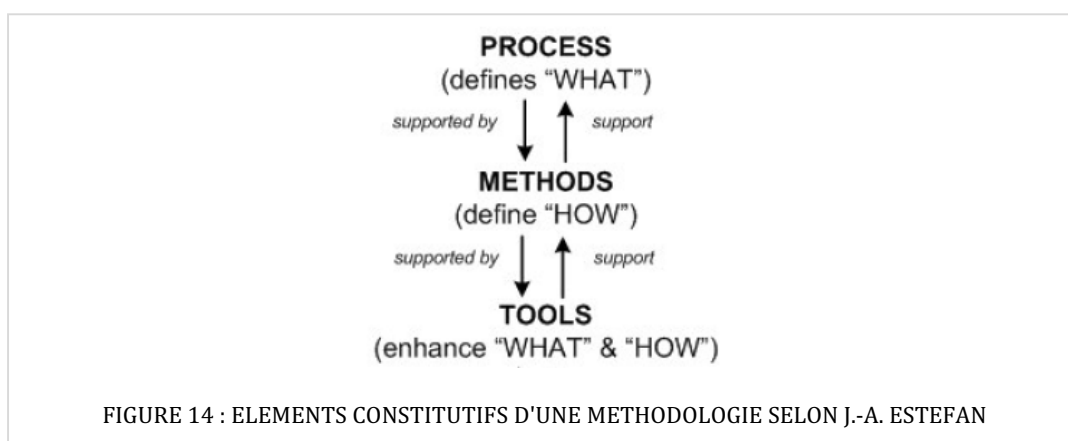 PROCESS
(defines “WHAT”)
supported by support
METHODS
(define “HOW”)
supported by support
TOOLS
(enhance “WHAT” & “HOW”)
FIGURE 14 : ELEMENTS CONSTITUTIFS D'UNE METHODOLOGIE SELON J.-A. ESTEFAN